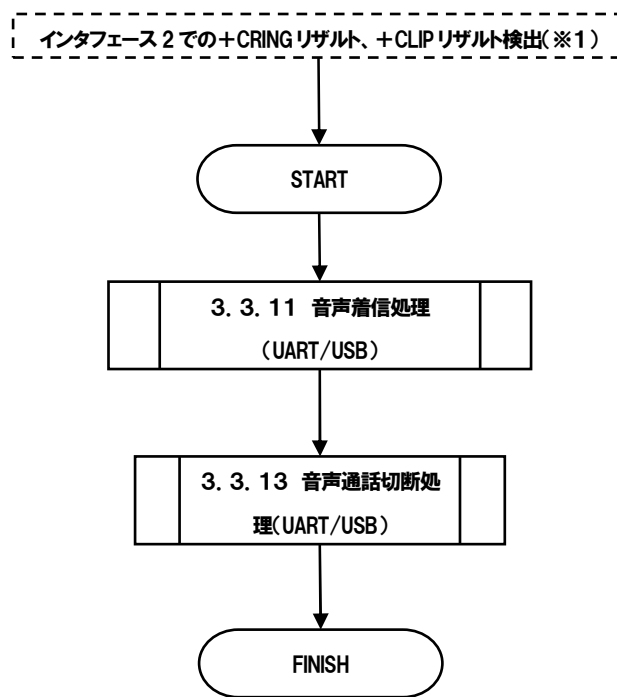 インタフェース２での＋CRINGリザルト、＋CLIPリザルト検出(※１)
START
３．３．１１ 音声着信処理
(UART/USB)
３．３．１３ 音声通話切断処
理(UART/USB)
FINISH